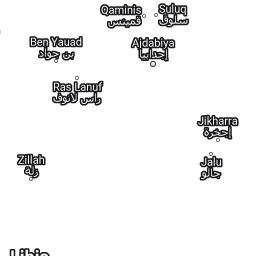 Qaminis
قمينس
Suluq
سلوق
Ben Yauad
بن جواد
Ajdabiya
إجدابيا
Ras Lanuf
راس لانوف
Jikharra
إجخرة
Zillah
زلة
Jalu
جالو